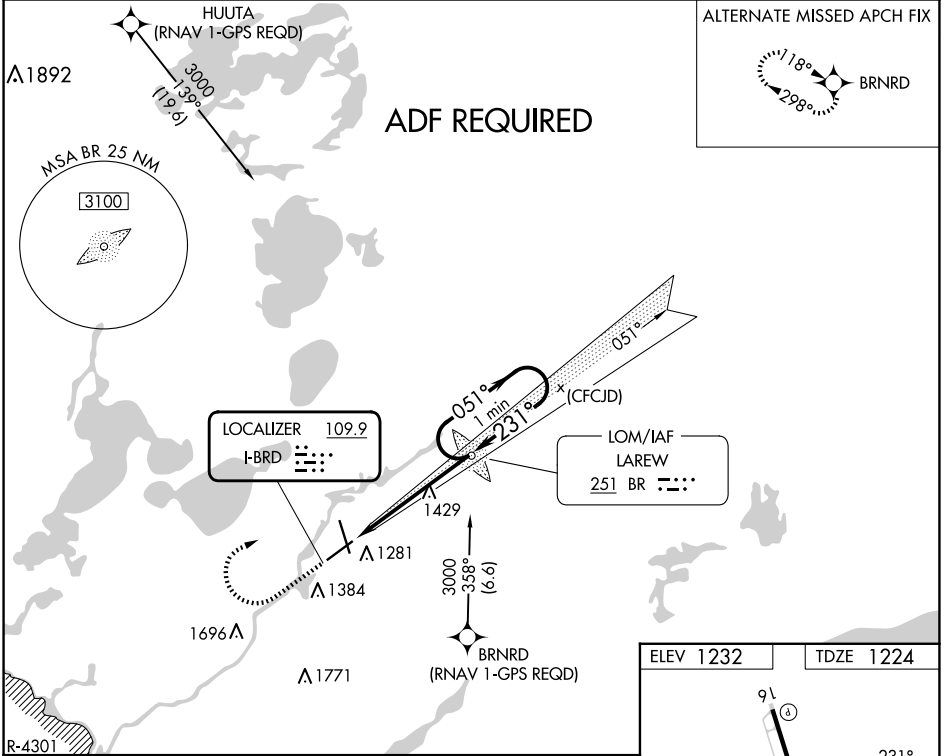 HUUTA
(RNAV 1-GPS REQD)
3000
139°
(19.6)
1892
ADF REQUIRED
ALTERNATE MISSED APCH FIX
118°
298°
BRNRD
MSA BR 25 NM
3100
051°
051°
1 min
231°
(CFCJD)
LOCALIZER 109.9
I-BRD
LOM/IAF
LAREW
251 BR
1429
1281
1384
1696
1771
3000
358°
(6.6)
BRNRD
(RNAV 1-GPS REQD)
R-4301
ELEV 1232
TDZE 1224
16
P
231°